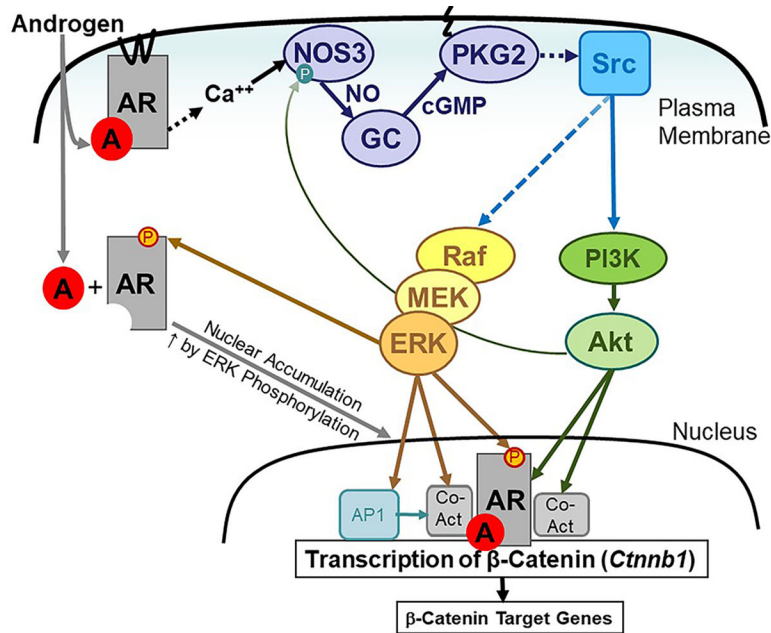 Androgen
NOS3
PKG2
Src
P
AR
Ca++
NO
cGMP
GC
A
Plasma
Membrane
P
A + AR
Raf
MEK
ERK
PI3K
Akt
Nuclear Accumulation
↑ by ERK Phosphorylation
Nucleus
P
AP1
Co-
Act
AR
A
Co-
Act
Transcription of β-Catenin (Ctnnb1)
β-Catenin Target Genes